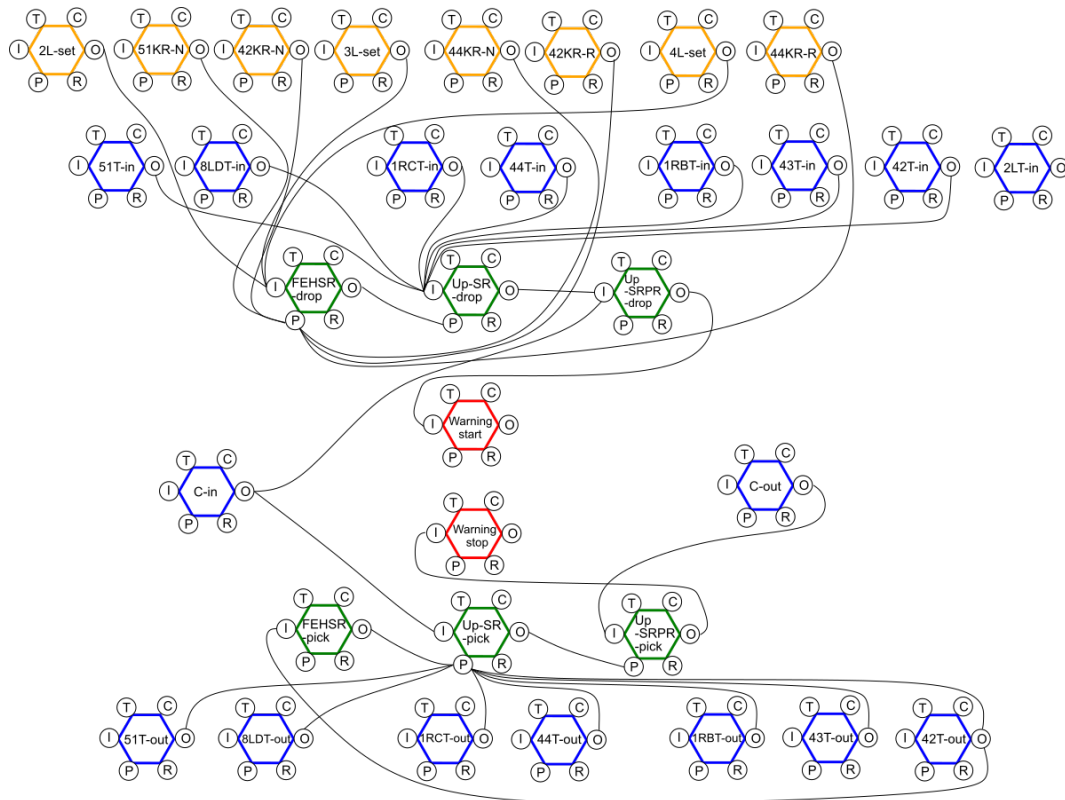 T C T C T C T C T C T C T C T C
I 2L-set O 51KR-N O I 42KR-N O I 3L-set O I 44KR-N O I 42KR-R O I 4L-set O I 44KR-R O
P R P R P R P R P R P R P R P R
T C T C T C T C T C T C T C T C
I 51T-in O I 8LDT-in O I 1RCT-in O I 44T-in O I 1RBT-in O I 43T-in O I 42T-in O I 2LT-in O
P R P R P R P R P R P R P R P R
T C T C T C
I FEHSR O I Up-SR O I Up O
-drop -drop -SRPR
-drop
P R P R P R
T C
I Warning O
start
P R
T C T C
I C-in O I C-out O
P R P R
T C
I Warning O
stop
P R
T C T C T C
I FEHSR O I Up-SR O I Up O
-pick -pick -SRPR
-pick
P R P R P R
T C T C T C T C T C T C T C
I 51T-out O I 8LDT-out O I 1RCT-out O I 44T-out O I 1RBT-out O I 43T-out O I 42T-out O
P R P R P R P R P R P R P R